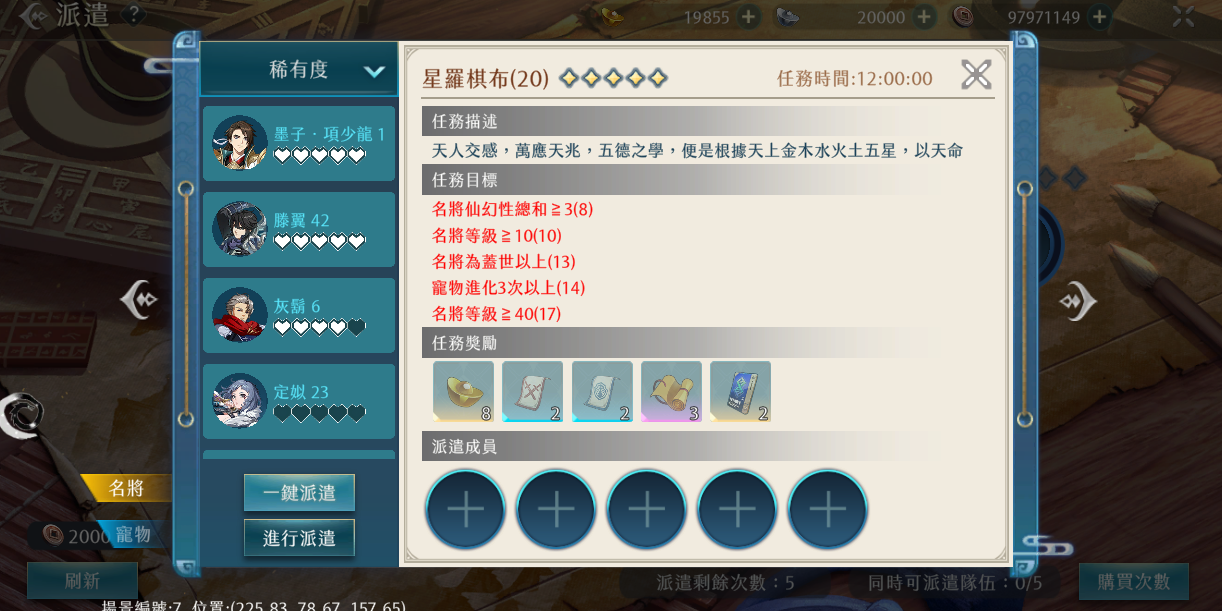 派遣 ?
19855 +
20000 +
97971149 +
稀有度
墨子‧項少龍 1
滕翼 42
灰鬍 6
定姒 23
一鍵派遣
進行派遣
名將
寵物
2000
刷新
星羅棋布(20)
任務時間:12:00:00
任務描述
天人交感，萬應天兆，五德之學，便是根據天上金木水火土五星，以天命
任務目標
名將仙幻性總和≧3(8)
名將等級≧10(10)
名將為蓋世以上(13)
寵物進化3次以上(14)
名將等級≧40(17)
任務獎勵
8
2
2
3
2
派遣成員
派遣剩餘次數：5
同時可派遣隊伍：0/5
購買次數
場景編號:7, 位置:(225.83, 78.67, 157.65)